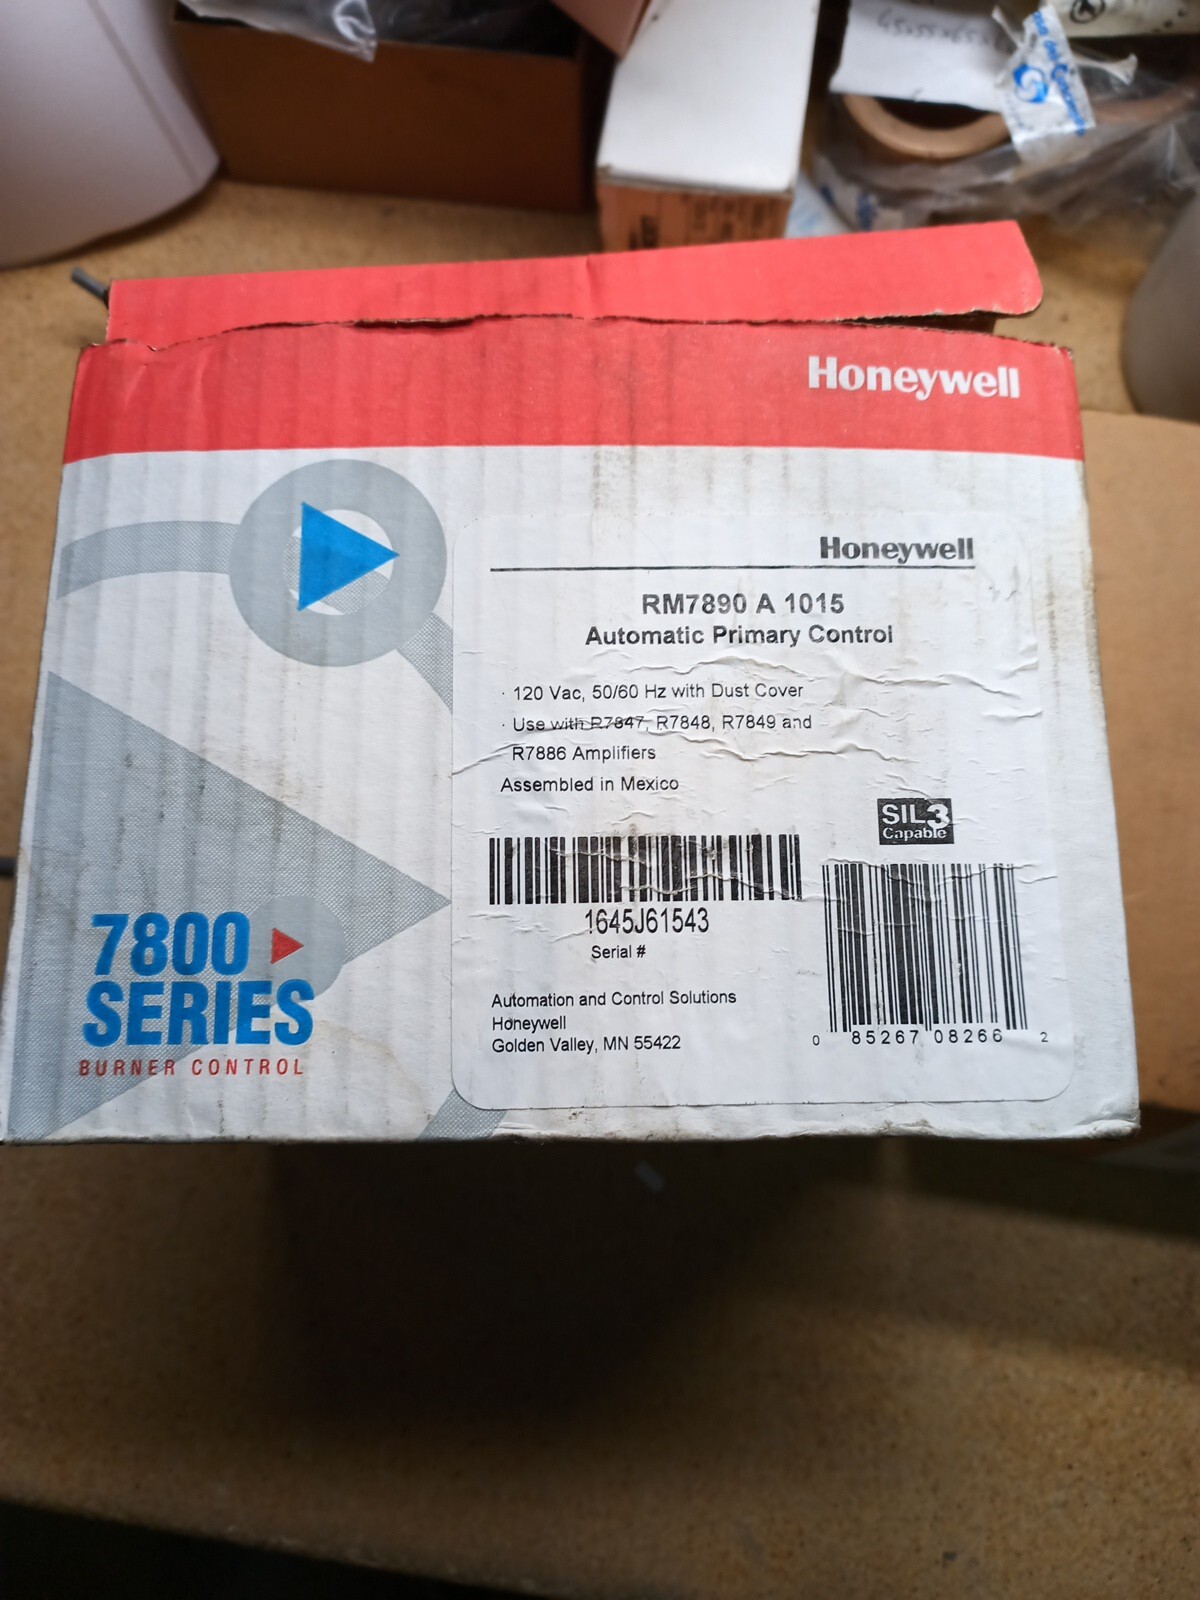 Honeywell
Honeywell
RM7890 A 1015
Automatic Primary Control
· 120 Vac, 50/60 Hz with Dust Cover
· Use with R7847, R7848, R7849 and
R7886 Amplifiers
Assembled in Mexico
SIL3
Capable
1645J61543
Serial #
Automation and Control Solutions
Honeywell
Golden Valley, MN 55422
0 85267 08266 2
7800
SERIES
BURNER CONTROL